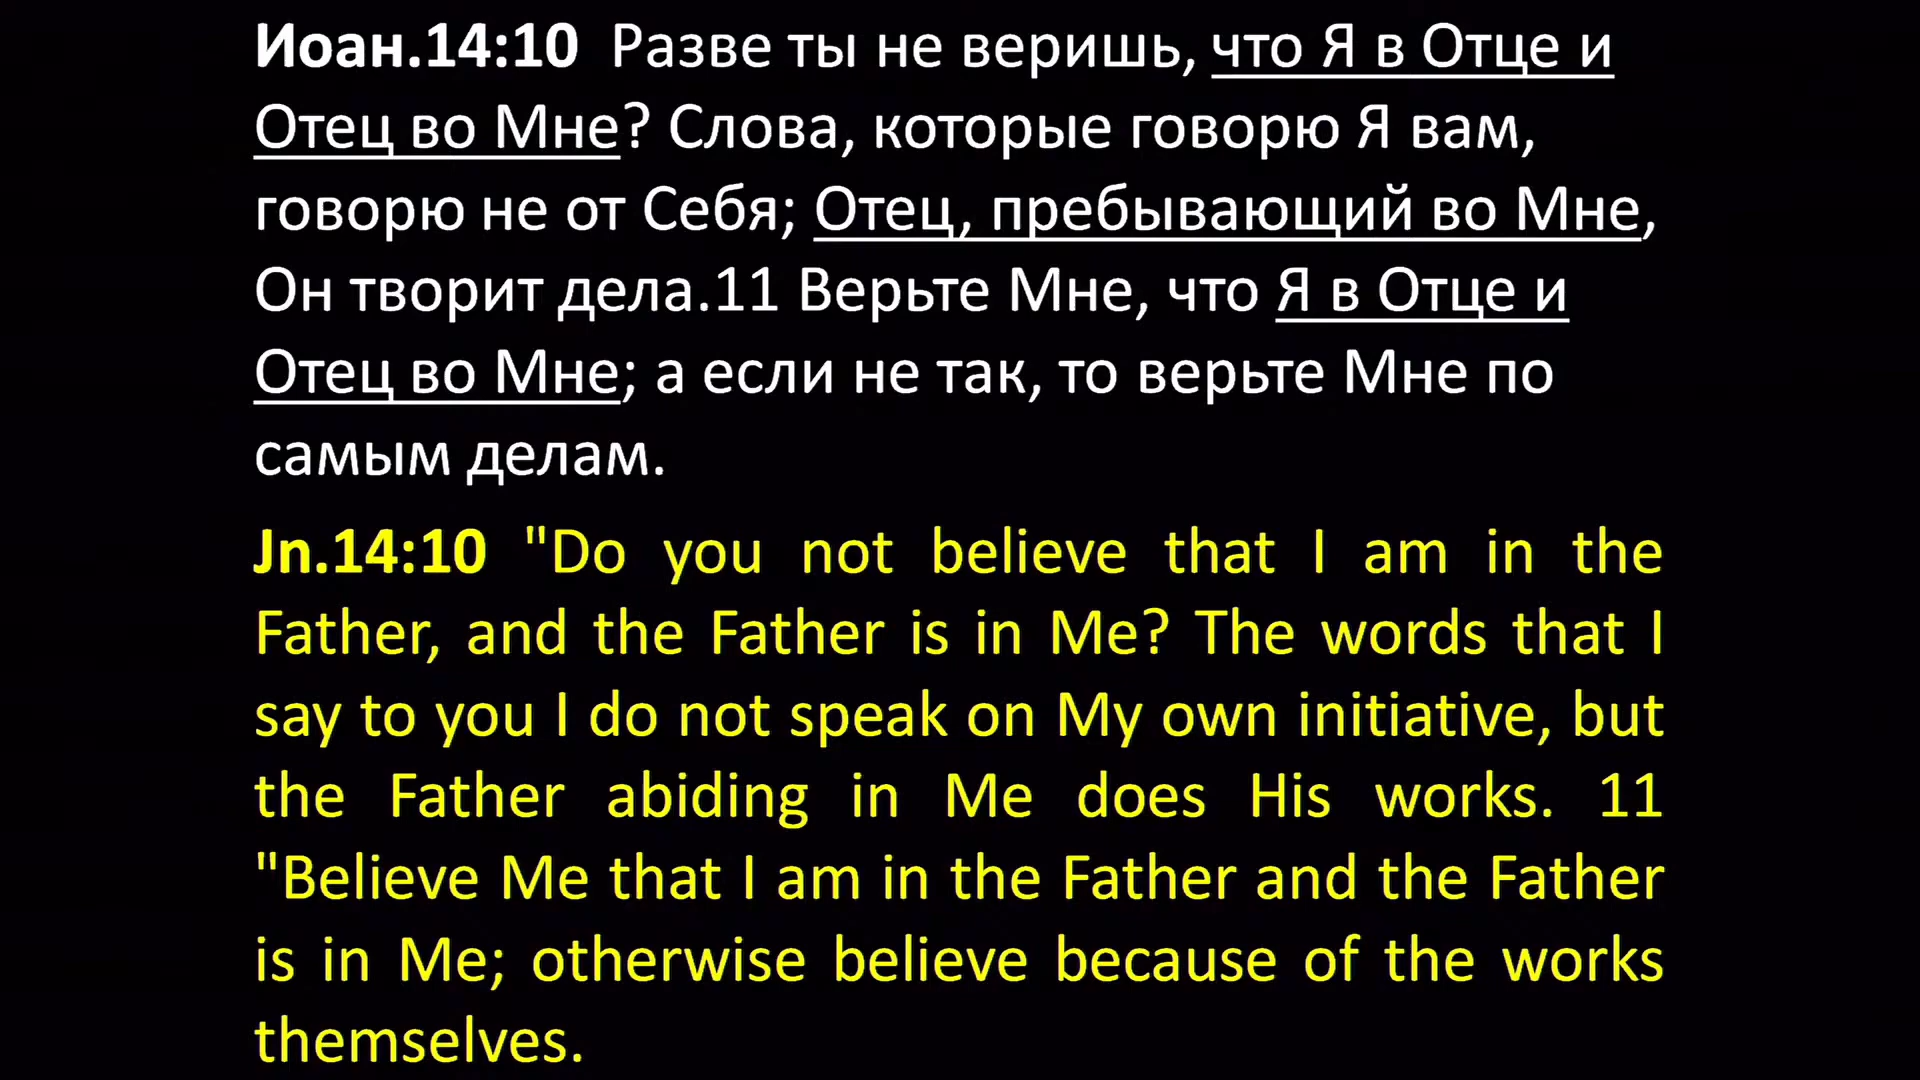 Иоан.14:10 Разве ты не веришь, что Я в Отце и
Отец во Мне? Слова, которые говорю Я вам,
говорю не от Себя; Отец, пребывающий во Мне,
Он творит дела.11 Верьте Мне, что Я в Отце и
Отец во Мне; а если не так, то верьте Мне по
самым делам.
Jn.14:10 "Do you not believe that I am in the
Father, and the Father is in Me? The words that I
say to you I do not speak on My own initiative, but
the Father abiding in Me does His works. 11
"Believe Me that I am in the Father and the Father
is in Me; otherwise believe because of the works
themselves.